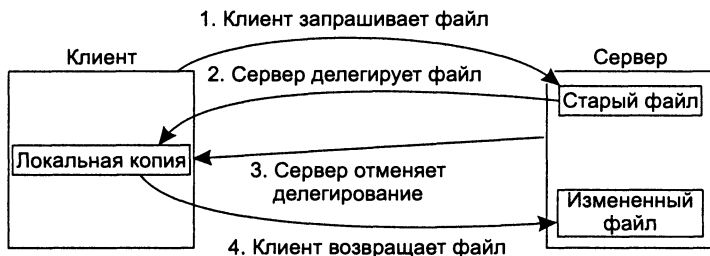 1. Клиент запрашивает файл
Клиент
Сервер
2. Сервер делегирует файл
Старый файл
Локальная копия
3. Сервер отменяет
делегирование
Измененный
файл
4. Клиент возвращает файл